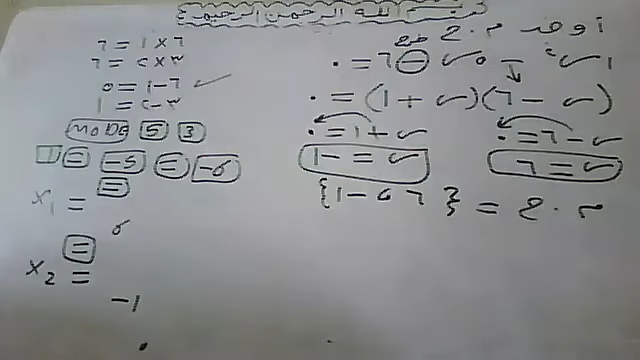 بسم الله الرحمن الرحيم
أوجد م.ح
١س٢ – ٥س – ٦ = ٠
(س – ٦)(س + ١) = ٠
س – ٦ = ٠ س + ١ = ٠
س = ٦ س = –١
م.ح = {٦ ، –١}
٦ × ١ = ٦
٣ × ٢ = ٦
٦ – ١ = ٥ ✓
٣ – ٢ = ١
mode 5 3
1 = -5 = -6
=
x₁ =
6
=
x₂ =
-1